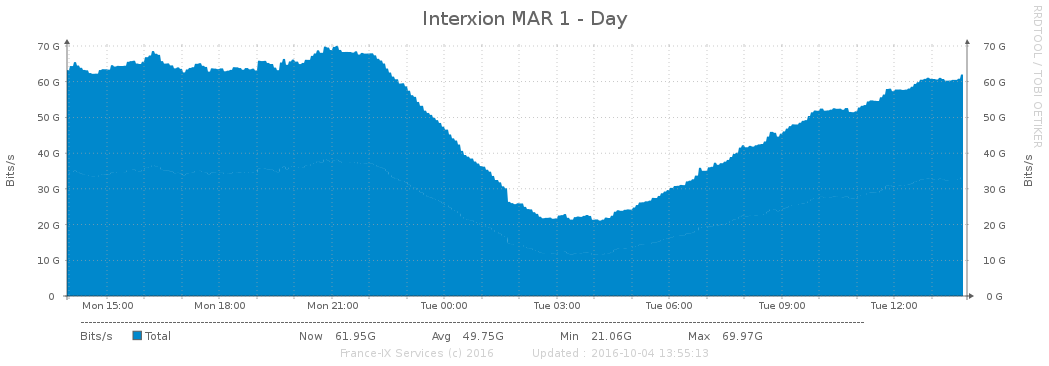 Interxion MAR 1 - Day
RRDTOOL / TOBI OETIKER
70 G 70 G
60 G 60 G
50 G 50 G
40 G 40 G
30 G 30 G
20 G 20 G
10 G 10 G
0 0 G
Bits/s Bits/s
Mon 15:00 Mon 18:00 Mon 21:00 Tue 00:00 Tue 03:00 Tue 06:00 Tue 09:00 Tue 12:00
Bits/s Total Now 61.95G Avg 49.75G Min 21.06G Max 69.97G
France-IX Services (c) 2016 Updated : 2016-10-04 13:55:13